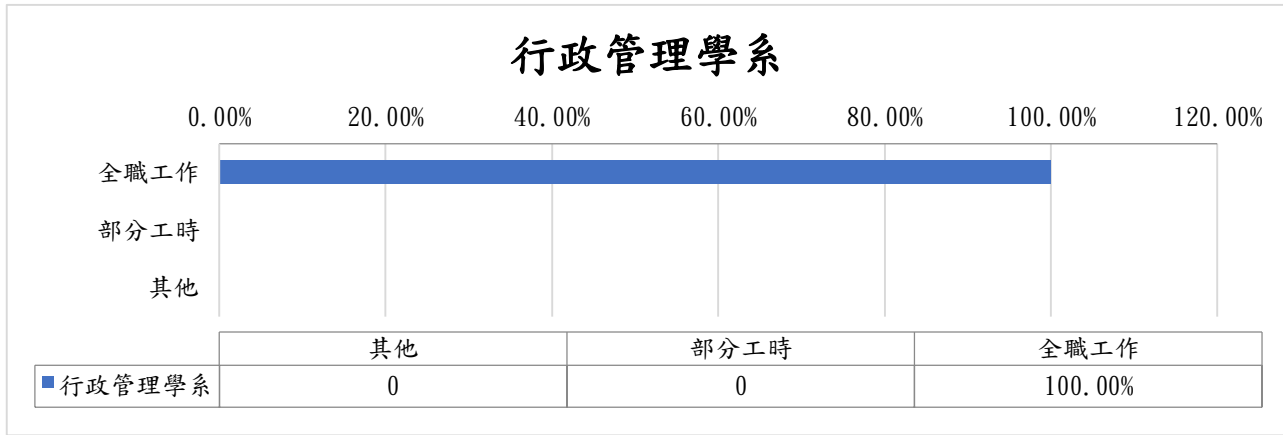 行政管理學系
0.00% 20.00% 40.00% 60.00% 80.00% 100.00% 120.00%
全職工作
部分工時
其他
其他 部分工時 全職工作
行政管理學系 0 0 100.00%